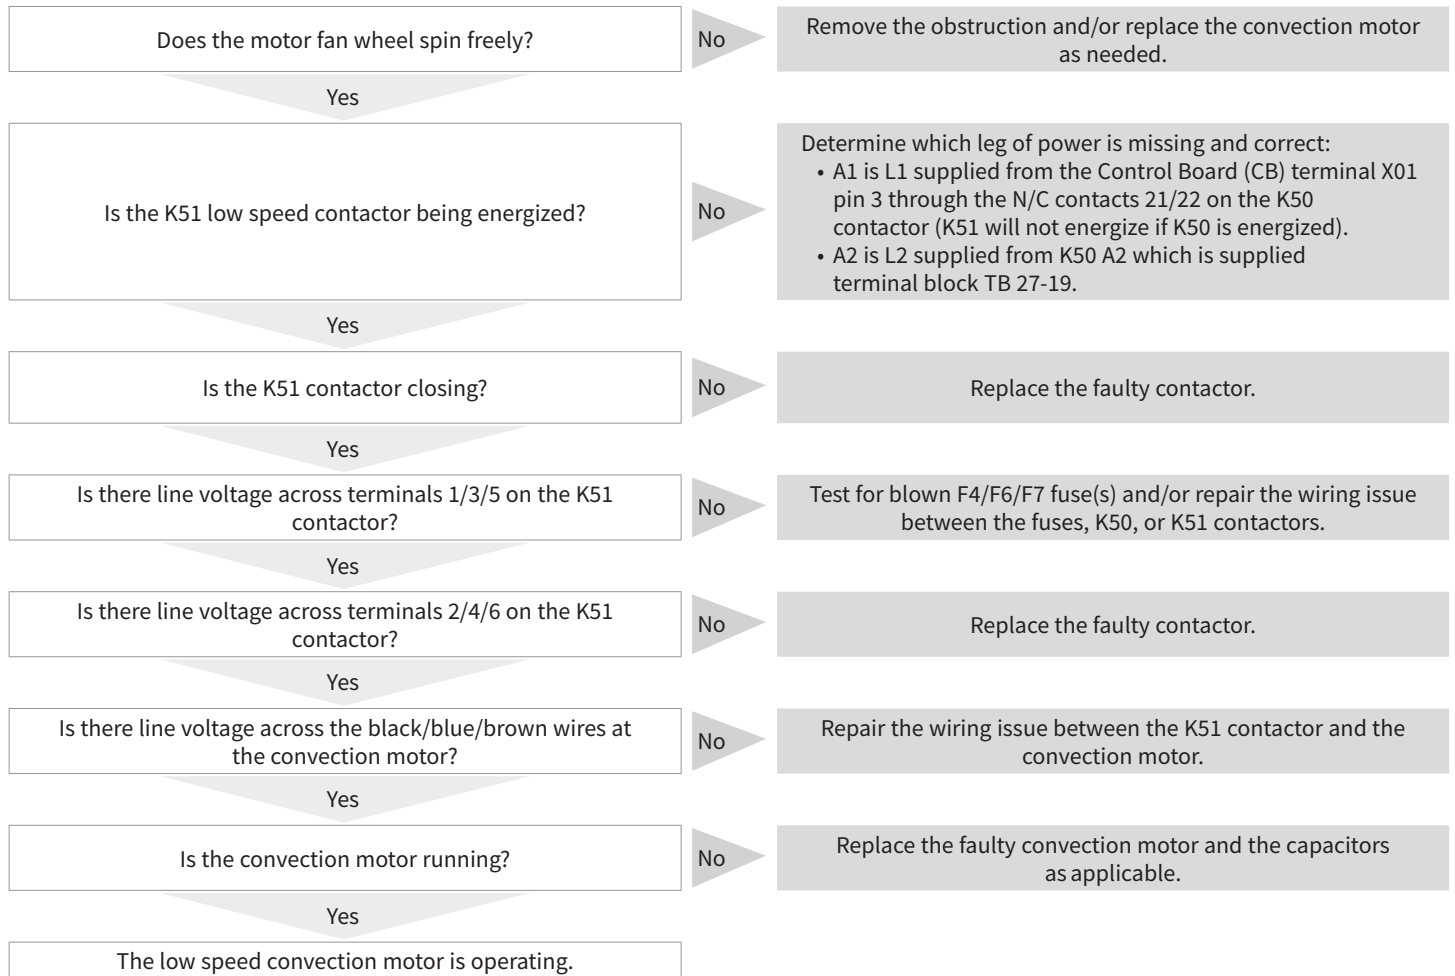 Does the motor fan wheel spin freely?
No
Remove the obstruction and/or replace the convection motor
as needed.
Yes
Is the K51 low speed contactor being energized?
No
Determine which leg of power is missing and correct:
• A1 is L1 supplied from the Control Board (CB) terminal X01
pin 3 through the N/C contacts 21/22 on the K50
contactor (K51 will not energize if K50 is energized).
• A2 is L2 supplied from K50 A2 which is supplied
terminal block TB 27-19.
Yes
Is the K51 contactor closing?
No
Replace the faulty contactor.
Yes
Is there line voltage across terminals 1/3/5 on the K51
contactor?
No
Test for blown F4/F6/F7 fuse(s) and/or repair the wiring issue
between the fuses, K50, or K51 contactors.
Yes
Is there line voltage across terminals 2/4/6 on the K51
contactor?
No
Replace the faulty contactor.
Yes
Is there line voltage across the black/blue/brown wires at
the convection motor?
No
Repair the wiring issue between the K51 contactor and the
convection motor.
Yes
Is the convection motor running?
No
Replace the faulty convection motor and the capacitors
as applicable.
Yes
The low speed convection motor is operating.